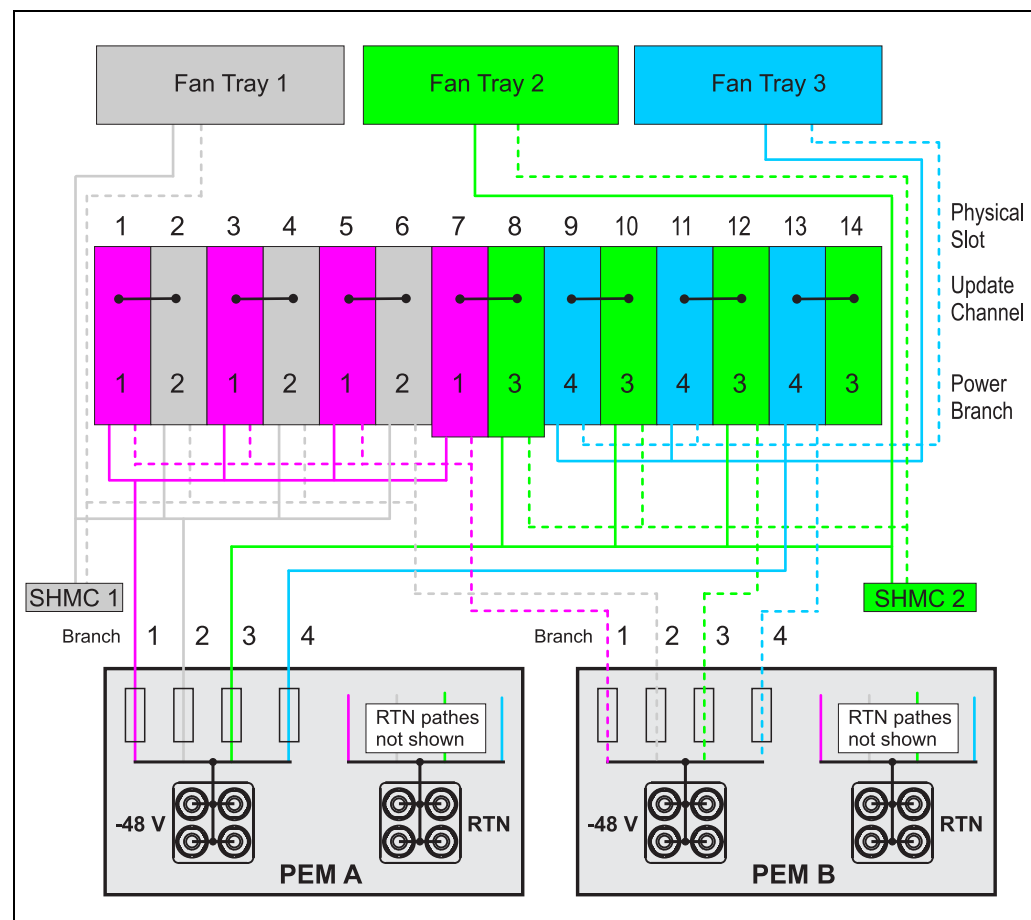 Fan Tray 1 Fan Tray 2 Fan Tray 3
1 2 3 4 5 6 7 8 9 10 11 12 13 14
Physical
Slot
Update
Channel
1 2 1 2 1 2 1 3 4 3 4 3 4 3
Power
Branch
SHMC 1 SHMC 2
Branch 1 2 3 4 Branch 1 2 3 4
RTN pathes
not shown
RTN pathes
not shown
-48 V RTN -48 V RTN
PEM A PEM B